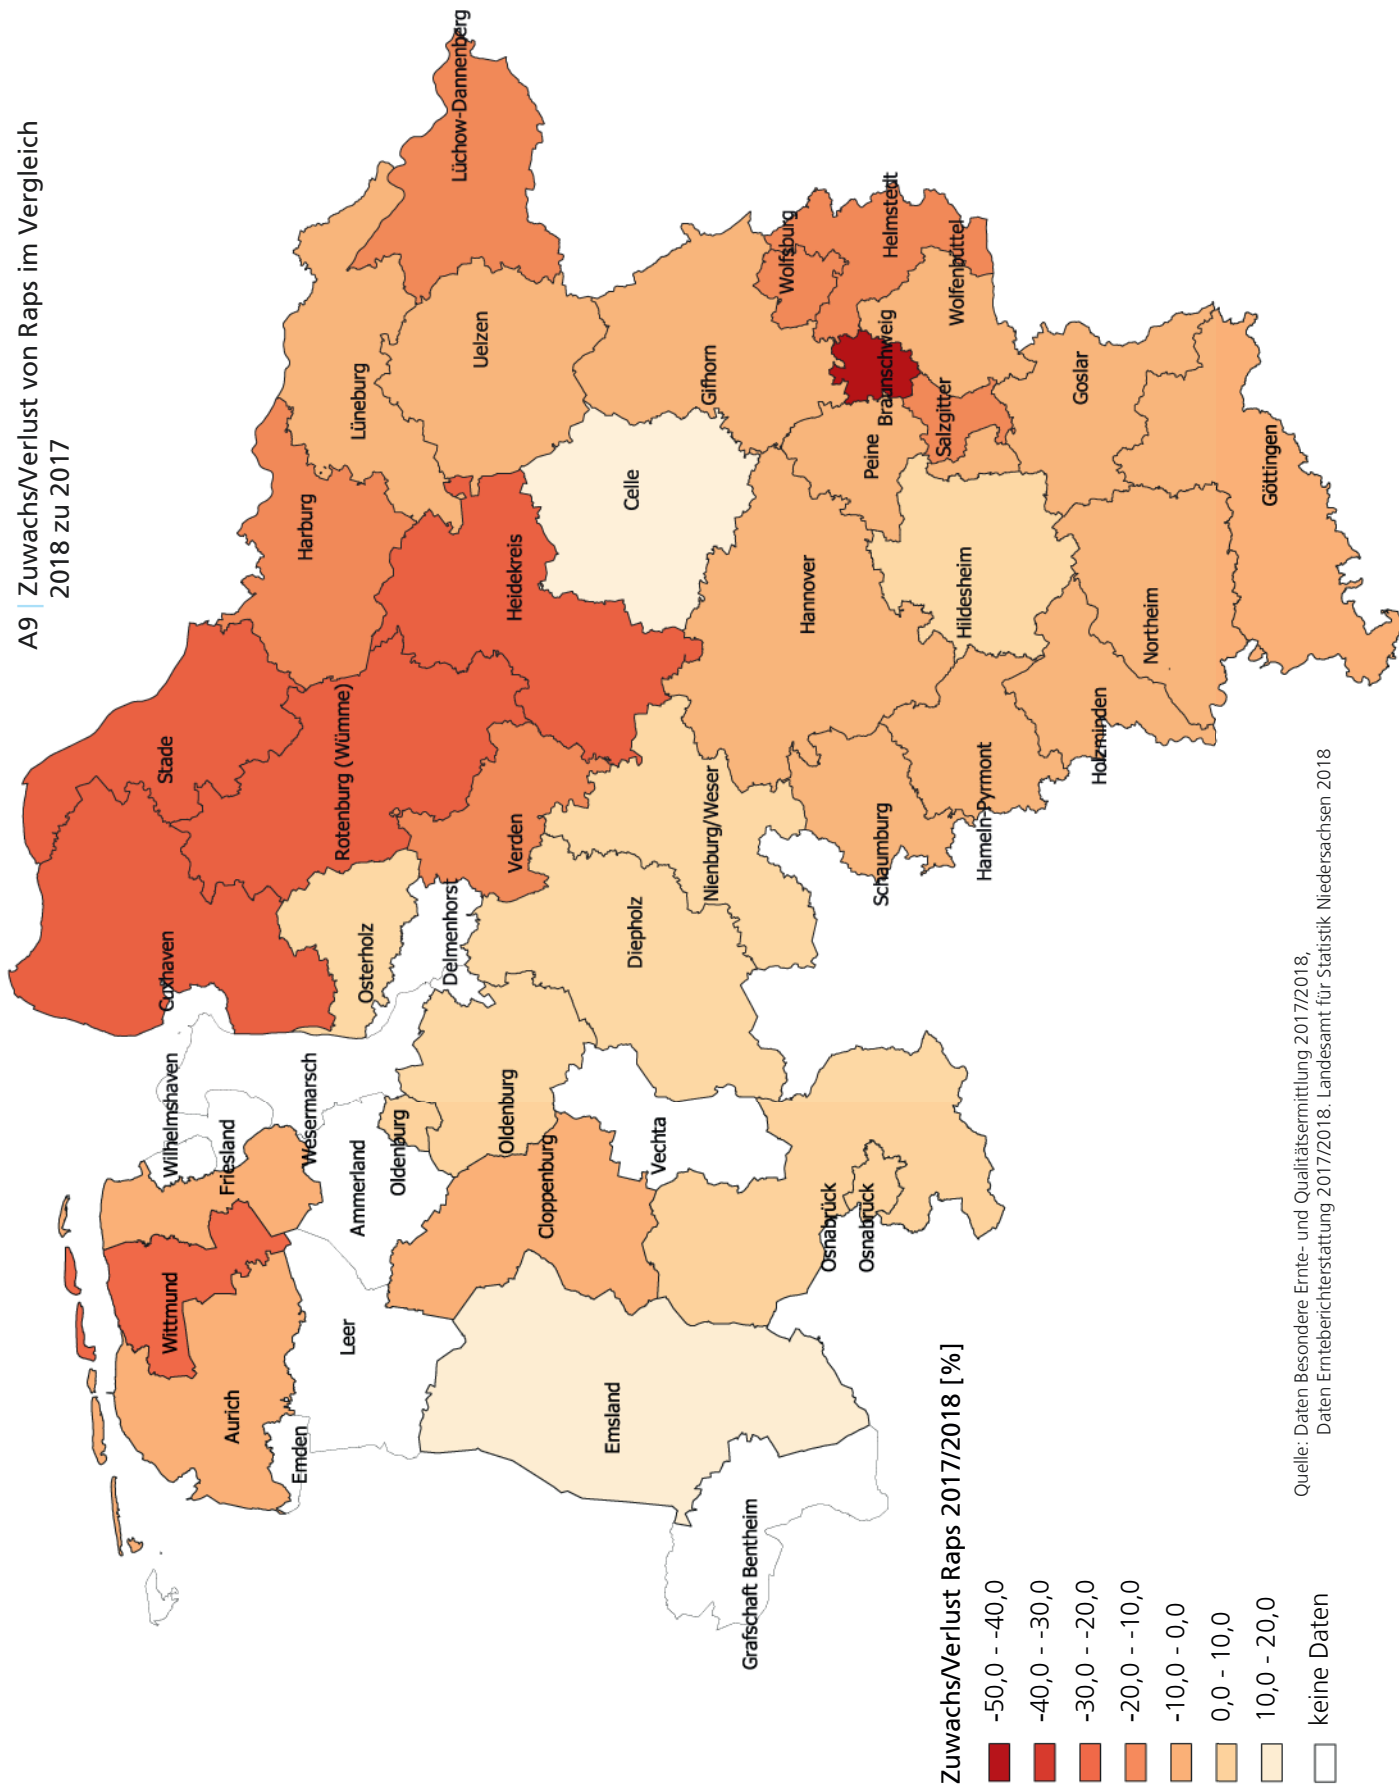 A9 | Zuwachs/Verlust von Raps im Vergleich
2018 zu 2017
Cuxhaven
Stade
Wilhelmshaven
Wittmund
Friesland
Aurich
Emden
Wesermarsch
Harburg
Rotenburg (Wümme)
Osterholz
Lüneburg
Ammerland
Leer
Oldenburg
Delmenhorst
Lüchow-Dannenberg
Uelzen
Heidekreis
Verden
Oldenburg
Cloppenburg
Emsland
Celle
Diepholz
Vechta
Gifhorn
Nienburg/Weser
Grafschaft Bentheim
Wolfsburg
Hannover
Osnabrück
Osnabrück
Helmstedt
Braunschweig
Peine
Schaumburg
Wolfenbüttel
Salzgitter
Hildesheim
Hameln-Pyrmont
Goslar
Holzminden
Northeim
Göttingen
Zuwachs/Verlust Raps 2017/2018 [%]
-50,0 - -40,0
-40,0 - -30,0
-30,0 - -20,0
-20,0 - -10,0
-10,0 - 0,0
0,0 - 10,0
10,0 - 20,0
keine Daten
Quelle: Daten Besondere Ernte- und Qualitätsermittlung 2017/2018,
Daten Ernteberichterstattung 2017/2018. Landesamt für Statistik Niedersachsen 2018